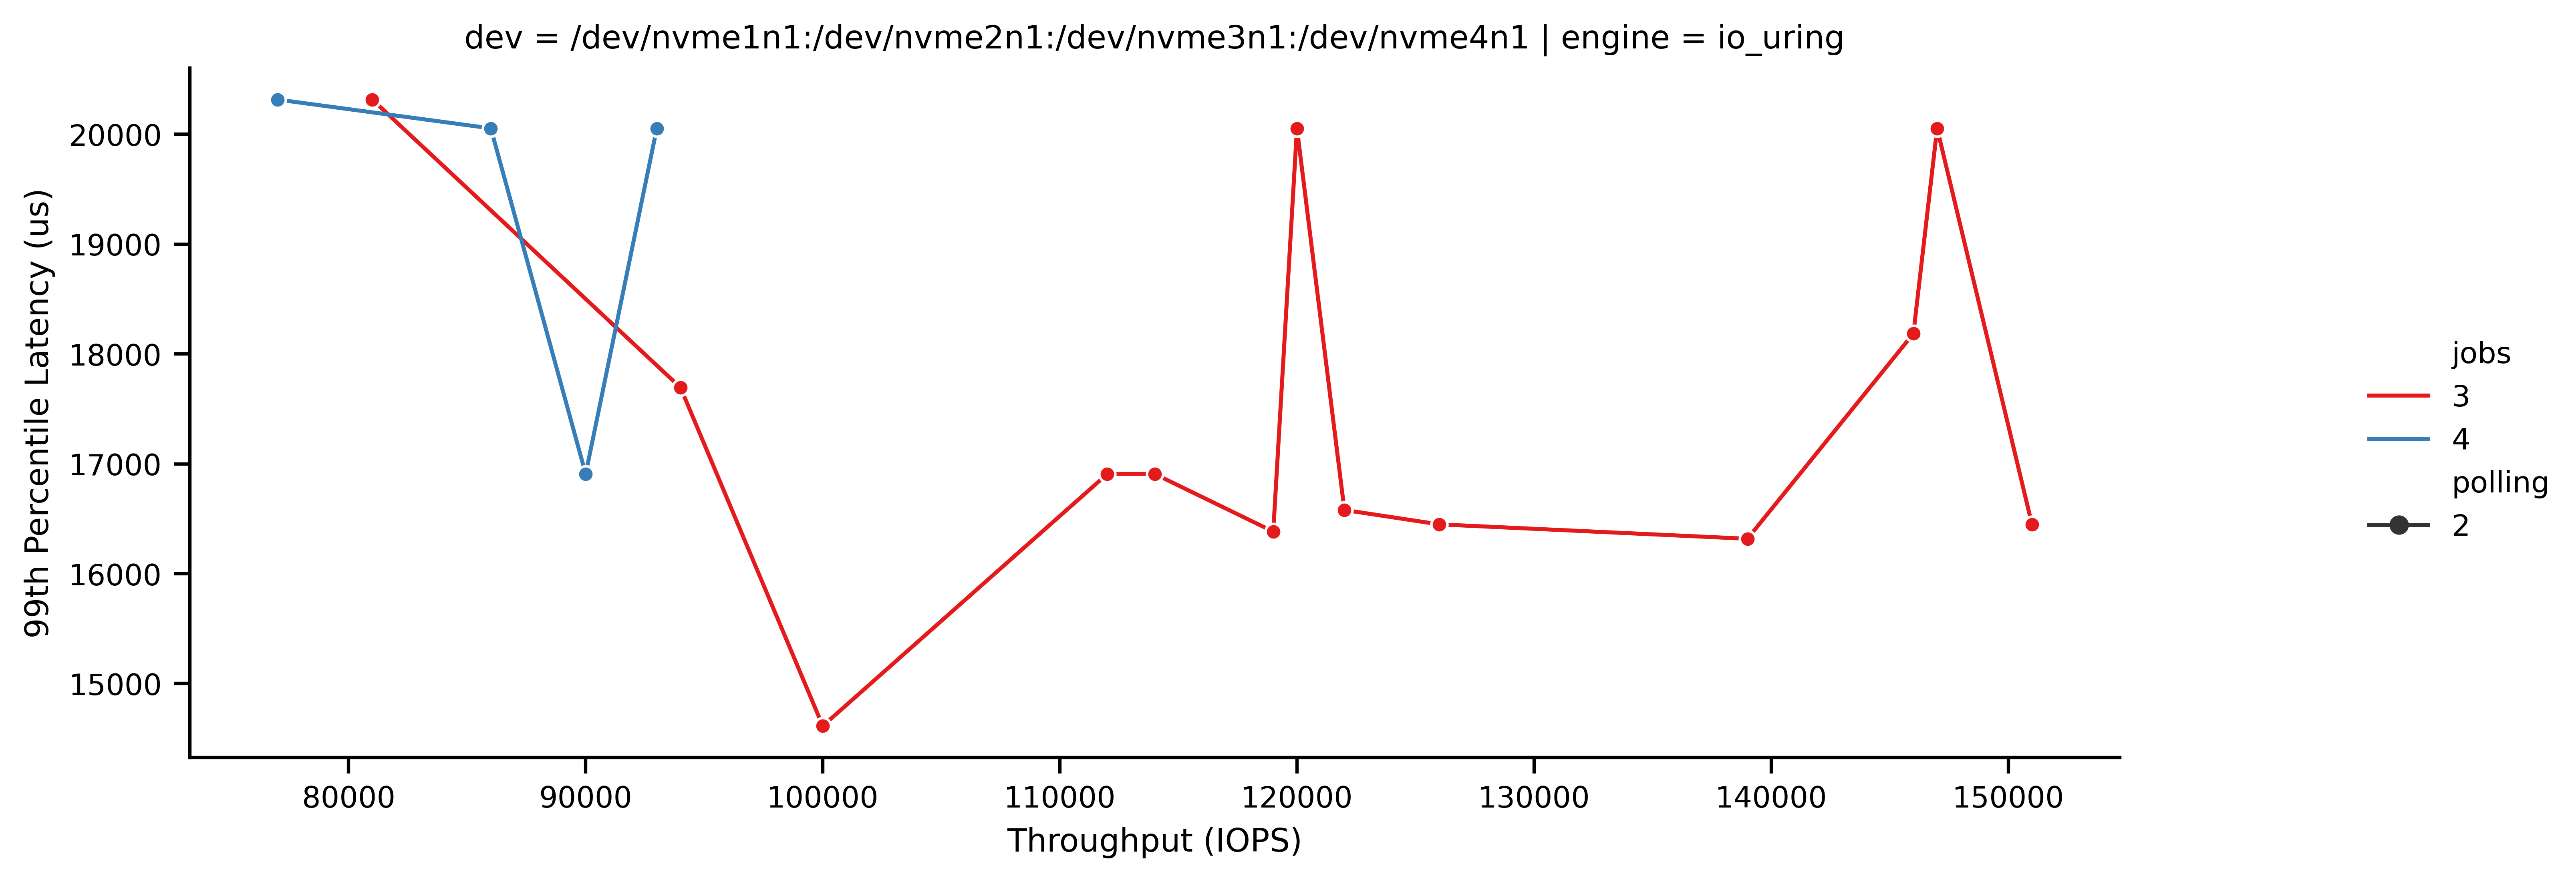 dev = /dev/nvme1n1:/dev/nvme2n1:/dev/nvme3n1:/dev/nvme4n1 | engine = io_uring
99th Percentile Latency (us)
20000
19000
18000
17000
16000
15000
80000 90000 100000 110000 120000 130000 140000 150000
Throughput (IOPS)
jobs
3
4
polling
2